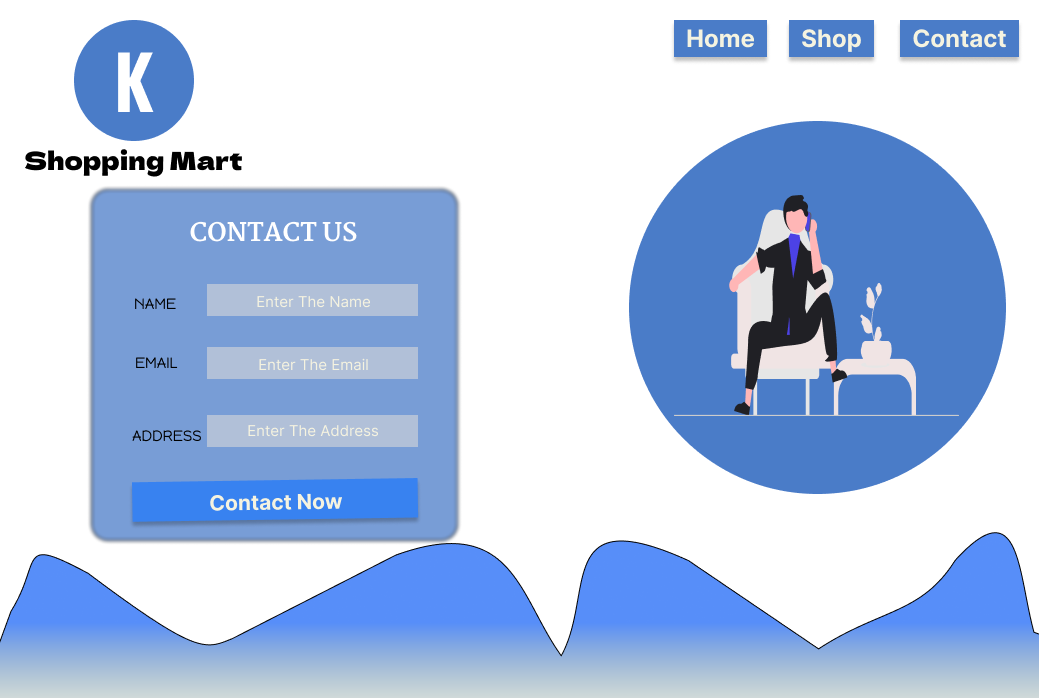 K
Shopping Mart
Home
Shop
Contact
CONTACT US
NAME
Enter The Name
EMAIL
Enter The Email
ADDRESS
Enter The Address
Contact Now